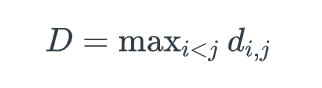 D = max_{i<j} d_{i,j}